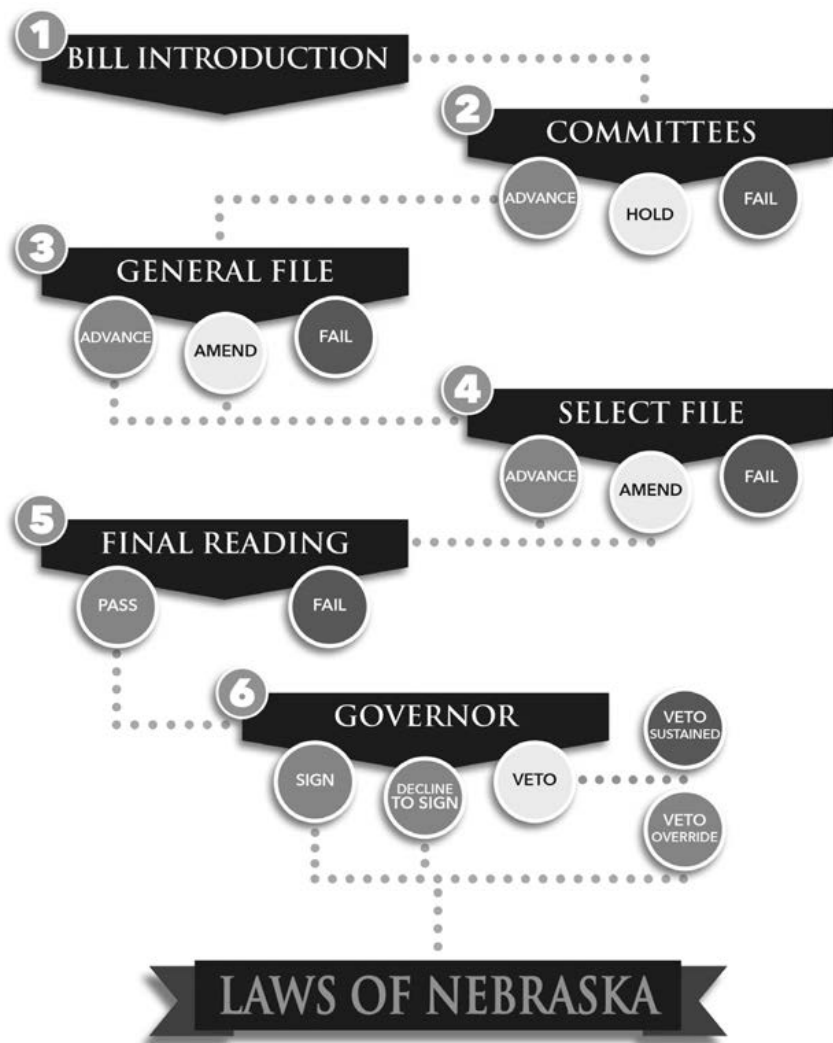 1
BILL INTRODUCTION
2
COMMITTEES
ADVANCE
HOLD
FAIL
3
GENERAL FILE
ADVANCE
AMEND
FAIL
4
SELECT FILE
ADVANCE
AMEND
FAIL
5
FINAL READING
PASS
FAIL
6
GOVERNOR
SIGN
DECLINE
TO SIGN
VETO
VETO
SUSTAINED
VETO
OVERRIDE
LAWS OF NEBRASKA